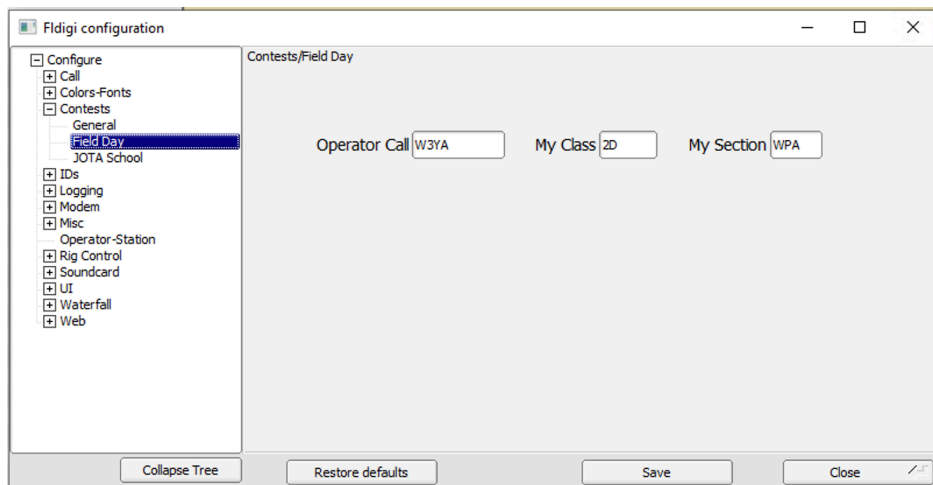 Fldigi configuration
Configure
Call
Colors-Fonts
Contests
General
Field Day
JOTA School
IDs
Logging
Modem
Misc
Operator-Station
Rig Control
Soundcard
UI
Waterfall
Web
Contests/Field Day
Operator Call W3YA My Class 2D My Section WPA
Collapse Tree Restore defaults Save Close